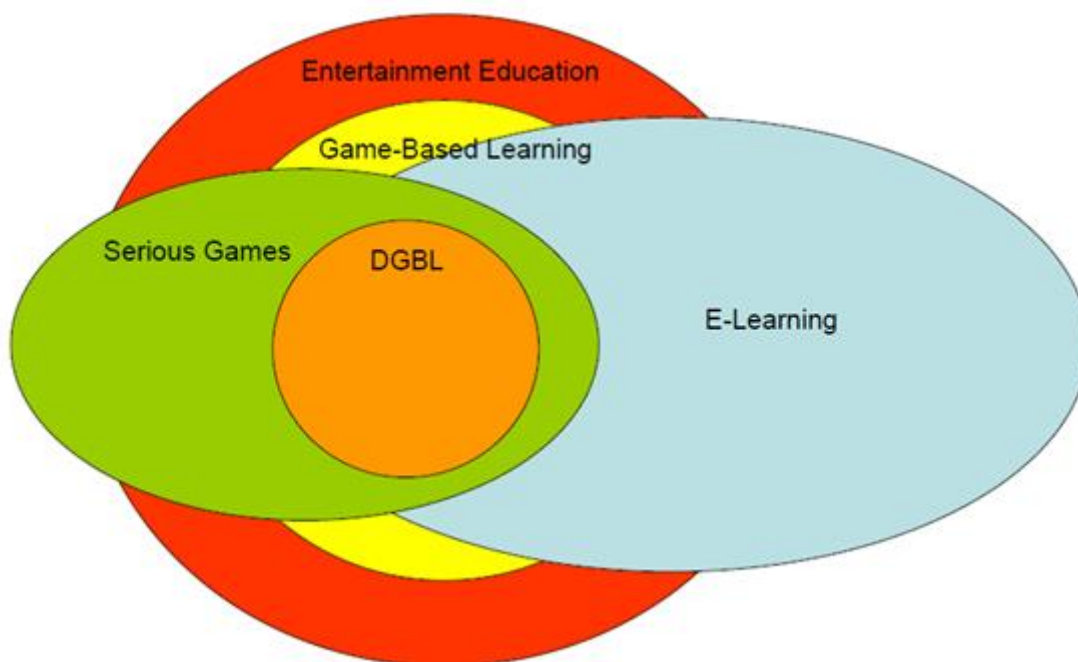 Entertainment Education
Game-Based Learning
Serious Games
DGBL
E-Learning